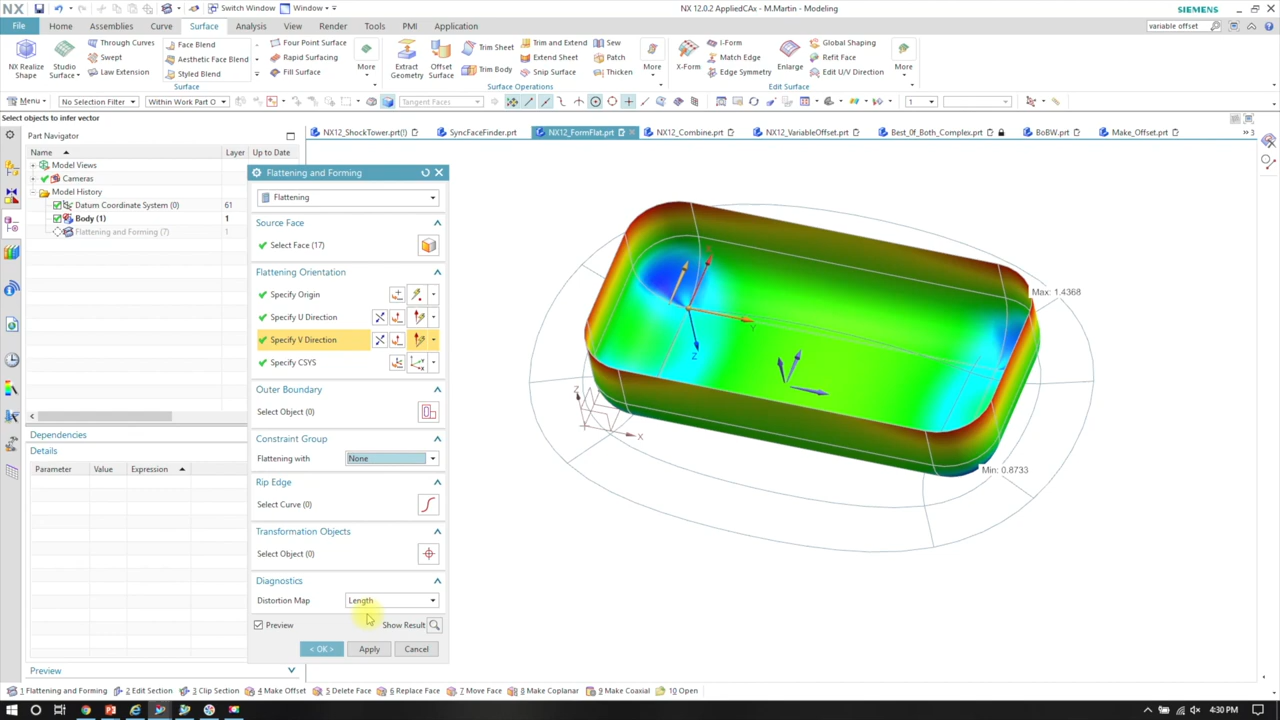 NX
Switch Window
Window
NX 12.0.2 AppliedCAx - M.Martin - Modeling
SIEMENS
File
Home
Assemblies
Curve
Surface
Analysis
View
Render
Tools
PMI
Application
variable offset
NX Realize
Shape
Studio
Surface
Through Curves
Swept
Law Extension
Face Blend
Aesthetic Face Blend
Styled Blend
Four Point Surface
Rapid Surfacing
Fill Surface
More
Surface
Extract
Geometry
Offset
Surface
Trim Sheet
Trim Body
Trim and Extend
Extend Sheet
Snip Surface
Sew
Patch
Thicken
More
Surface Operations
X-Form
I-Form
Match Edge
Edge Symmetry
Enlarge
Global Shaping
Refit Face
Edit U/V Direction
More
Edit Surface
Menu
No Selection Filter
Within Work Part O
Tangent Faces
1
Select objects to infer vector
Part Navigator
Name
Layer
Up to Date
Model Views
Cameras
Model History
Datum Coordinate System (0)
61
Body (1)
1
Flattening and Forming (7)
1
Dependencies
Details
Parameter
Value
Expression
Preview
NX12_ShockTower.prt(!)
SyncFaceFinder.prt
NX12_FormFlat.prt
NX12_Combine.prt
NX12_VariableOffset.prt
Best_0f_Both_Complex.prt
BoBW.prt
Make_Offset.prt
3
Flattening and Forming
Flattening
Source Face
Select Face (17)
Flattening Orientation
Specify Origin
Specify U Direction
Specify V Direction
Specify CSYS
Outer Boundary
Select Object (0)
Constraint Group
Flattening with
None
Rip Edge
Select Curve (0)
Transformation Objects
Select Object (0)
Diagnostics
Distortion Map
Length
Preview
Show Result
< OK >
Apply
Cancel
Max: 1.4368
Min: 0.8733
Y
Z
Z
X
1 Flattening and Forming
2 Edit Section
3 Clip Section
4 Make Offset
5 Delete Face
6 Replace Face
7 Move Face
8 Make Coplanar
9 Make Coaxial
10 Open
4:30 PM